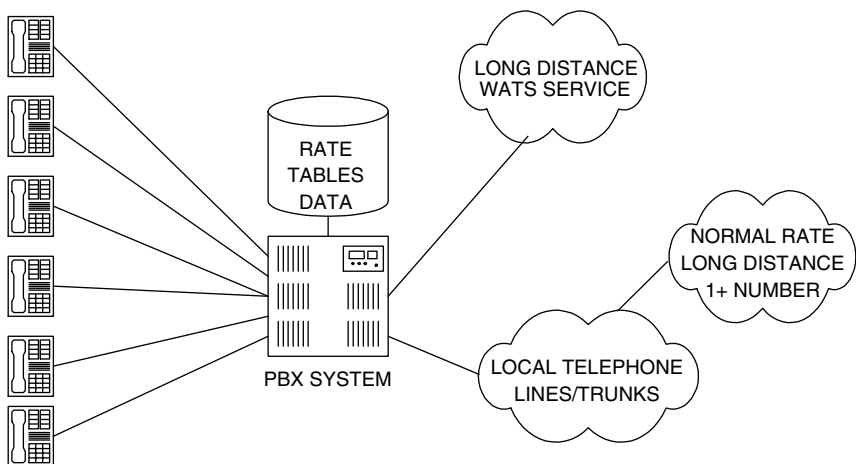 LONG DISTANCE
WATS SERVICE
RATE
TABLES
DATA
NORMAL RATE
LONG DISTANCE
1+ NUMBER
LOCAL TELEPHONE
LINES/TRUNKS
PBX SYSTEM